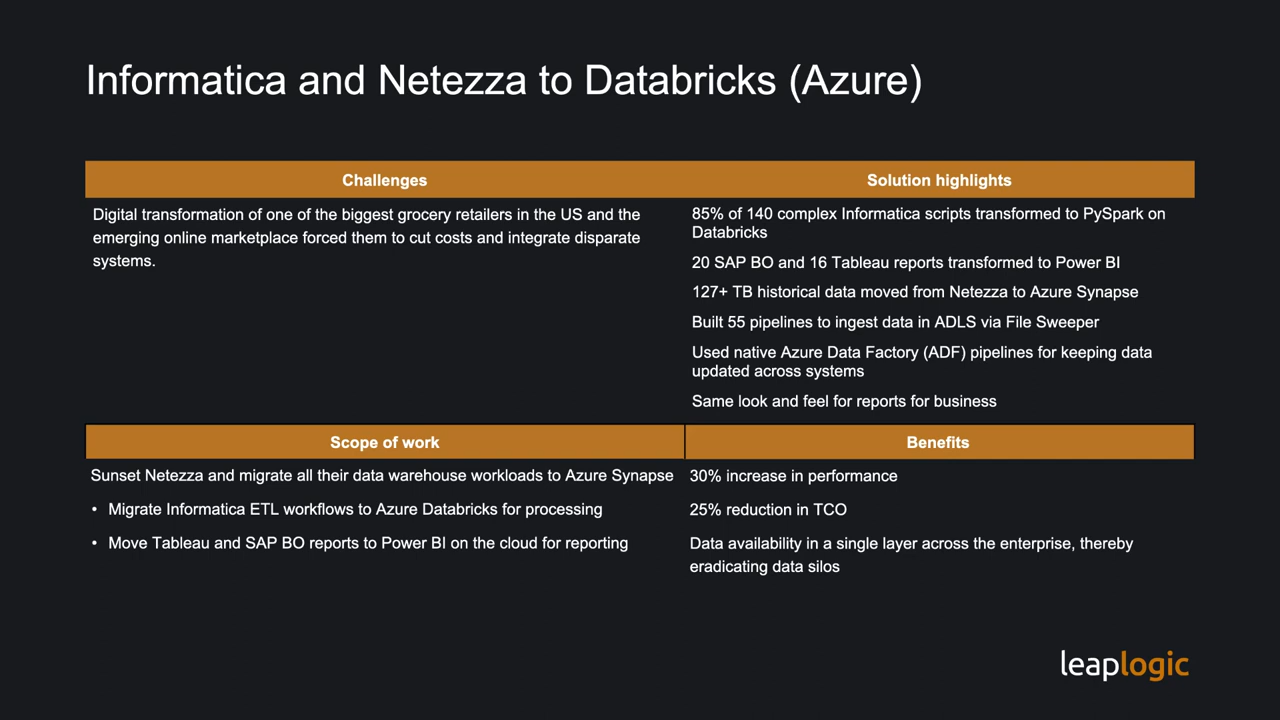 Informatica and Netezza to Databricks (Azure)
Challenges
Digital transformation of one of the biggest grocery retailers in the US and the
emerging online marketplace forced them to cut costs and integrate disparate
systems.
Solution highlights
85% of 140 complex Informatica scripts transformed to PySpark on
Databricks
20 SAP BO and 16 Tableau reports transformed to Power BI
127+ TB historical data moved from Netezza to Azure Synapse
Built 55 pipelines to ingest data in ADLS via File Sweeper
Used native Azure Data Factory (ADF) pipelines for keeping data
updated across systems
Same look and feel for reports for business
Scope of work
Sunset Netezza and migrate all their data warehouse workloads to Azure Synapse
• Migrate Informatica ETL workflows to Azure Databricks for processing
• Move Tableau and SAP BO reports to Power BI on the cloud for reporting
Benefits
30% increase in performance
25% reduction in TCO
Data availability in a single layer across the enterprise, thereby
eradicating data silos
leaplogic